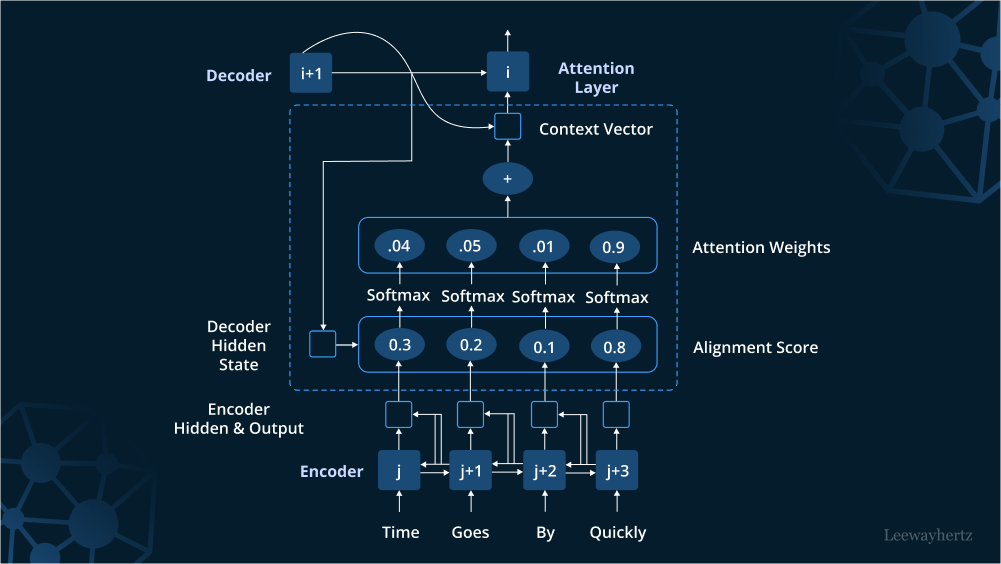 Decoder
i+1
i
Attention
Layer
Context Vector
+
.04 .05 .01 0.9
Attention Weights
Softmax Softmax Softmax Softmax
Decoder
Hidden
State
0.3 0.2 0.1 0.8
Alignment Score
Encoder
Hidden & Output
Encoder
j j+1 j+2 j+3
Time Goes By Quickly
Leewayhertz